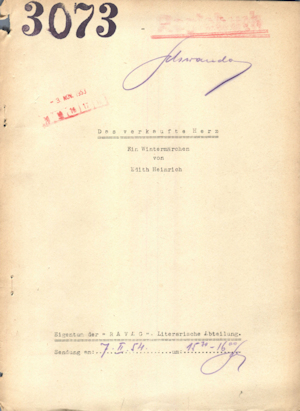 3073
Das verkaufte Herz
Ein Wintermärchen
von
Edith Heinrich
Eigentum der - R A V A G -. Literarische Abteilung.
Sendung am: 7. II. 54. um: 15³⁰-16⁰⁰